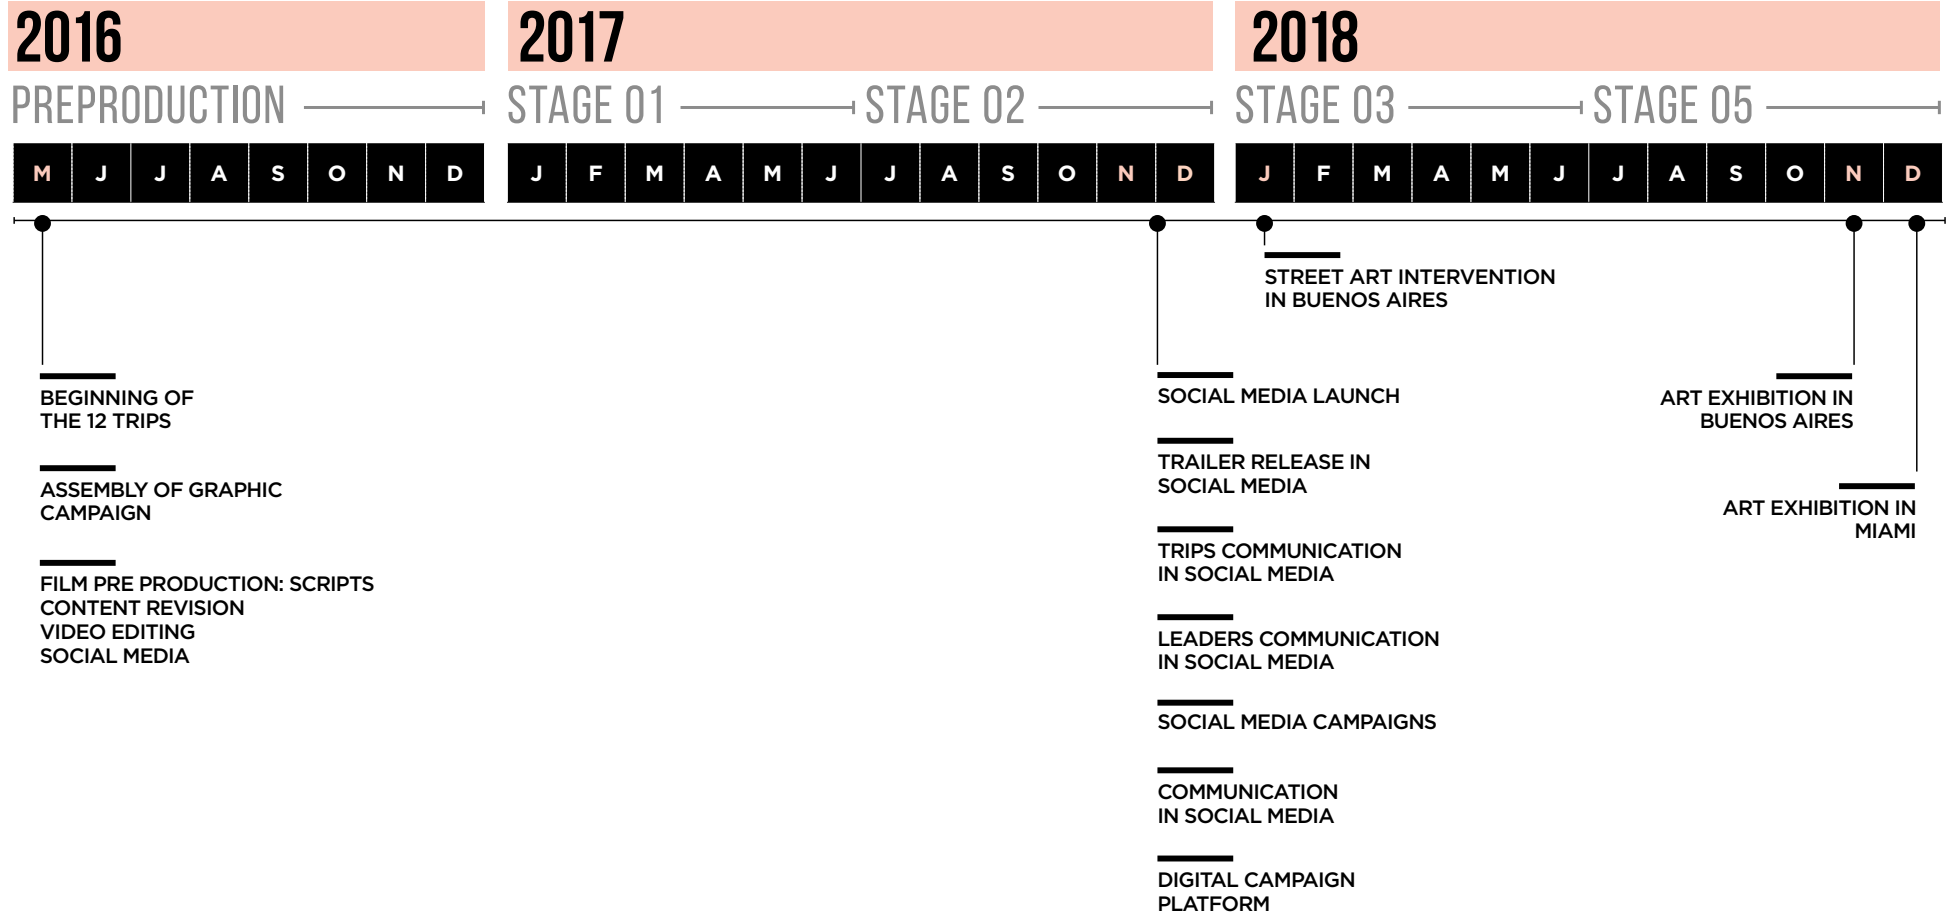 2016
2017
2018
PREPRODUCTION
STAGE 01
STAGE 02
STAGE 03
STAGE 05
M J J A S O N D
J F M A M J J A S O N D
J F M A M J J A S O N D
BEGINNING OF
THE 12 TRIPS
ASSEMBLY OF GRAPHIC
CAMPAIGN
FILM PRE PRODUCTION: SCRIPTS
CONTENT REVISION
VIDEO EDITING
SOCIAL MEDIA
SOCIAL MEDIA LAUNCH
TRAILER RELEASE IN
SOCIAL MEDIA
TRIPS COMMUNICATION
IN SOCIAL MEDIA
LEADERS COMMUNICATION
IN SOCIAL MEDIA
SOCIAL MEDIA CAMPAIGNS
COMMUNICATION
IN SOCIAL MEDIA
DIGITAL CAMPAIGN
PLATFORM
STREET ART INTERVENTION
IN BUENOS AIRES
ART EXHIBITION IN
BUENOS AIRES
ART EXHIBITION IN
MIAMI